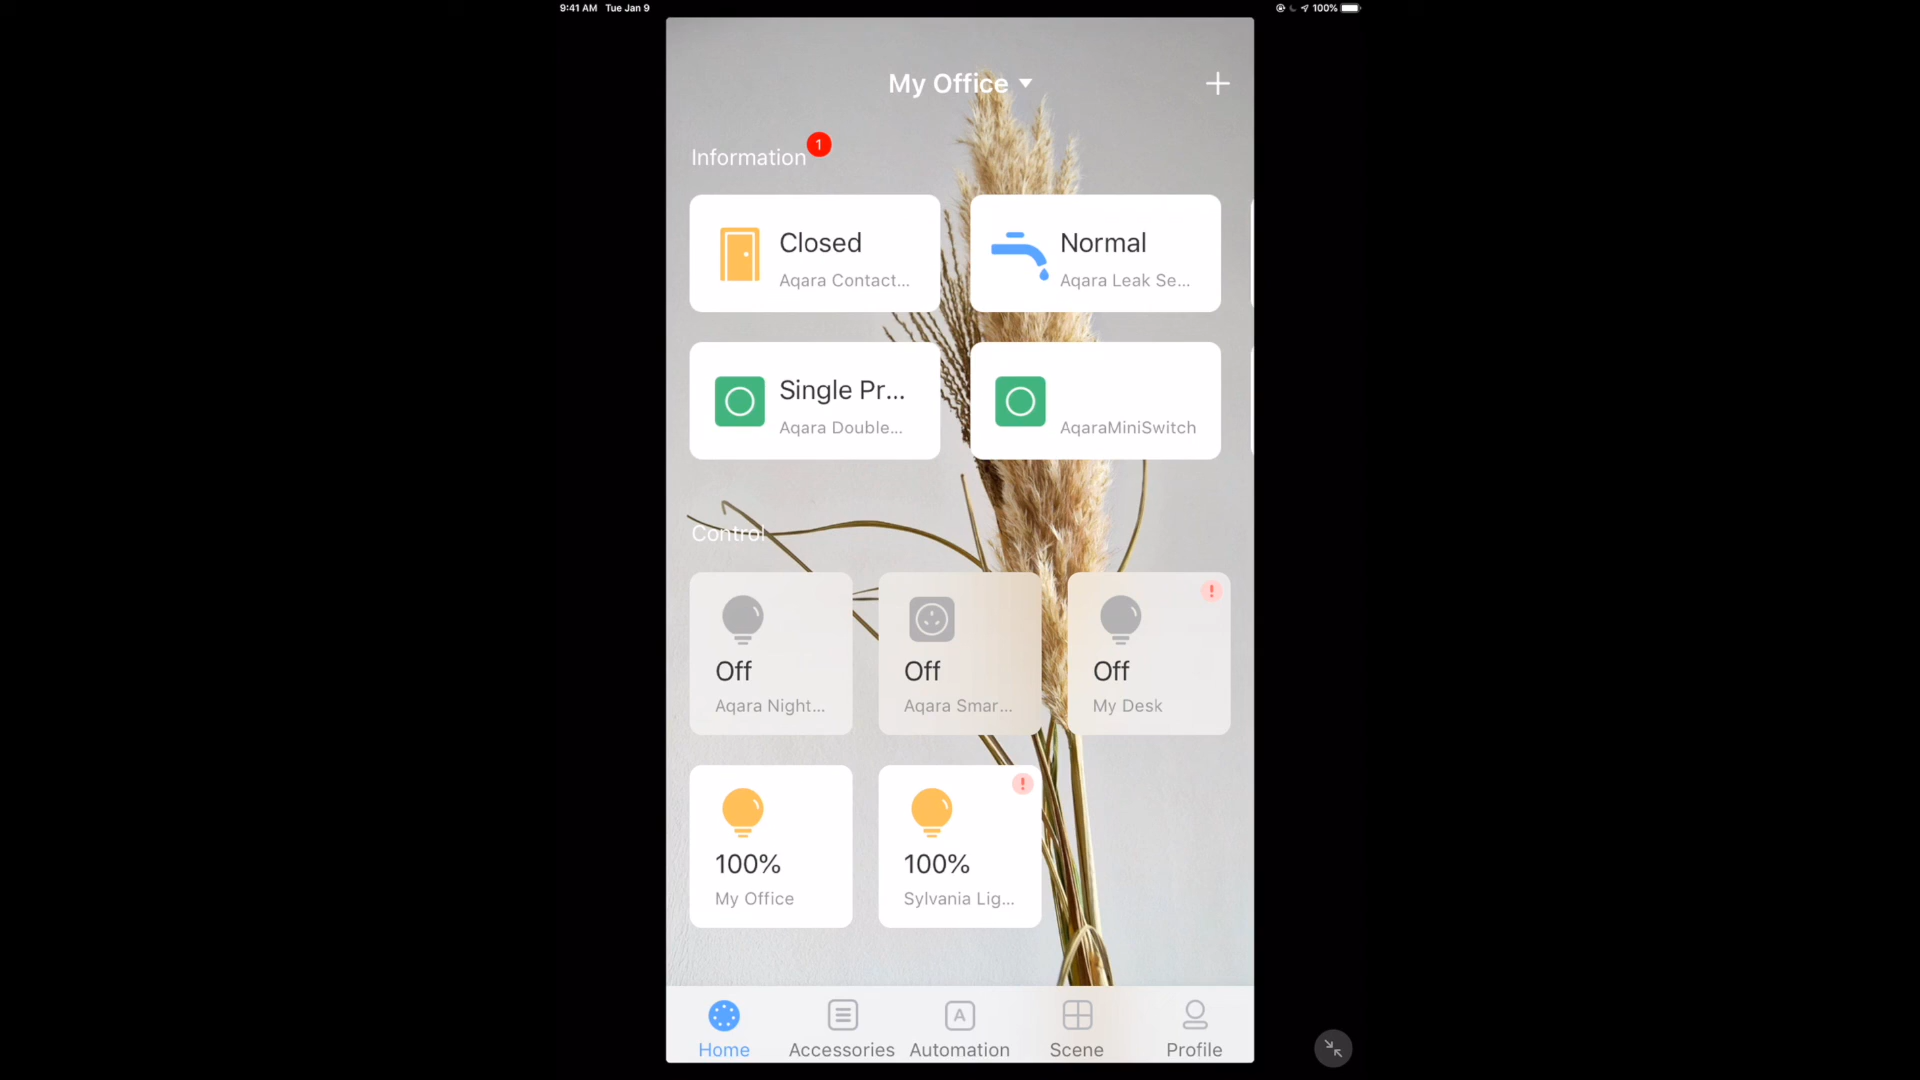 9:41 AM Tue Jan 9
100%
My Office
Information
1
Closed
Aqara Contact...
Normal
Aqara Leak Se...
Single Pr...
Aqara Double...
AqaraMiniSwitch
Control
Off
Aqara Night...
Off
Aqara Smar...
!
Off
My Desk
100%
My Office
!
100%
Sylvania Lig...
A
Home
Accessories
Automation
Scene
Profile